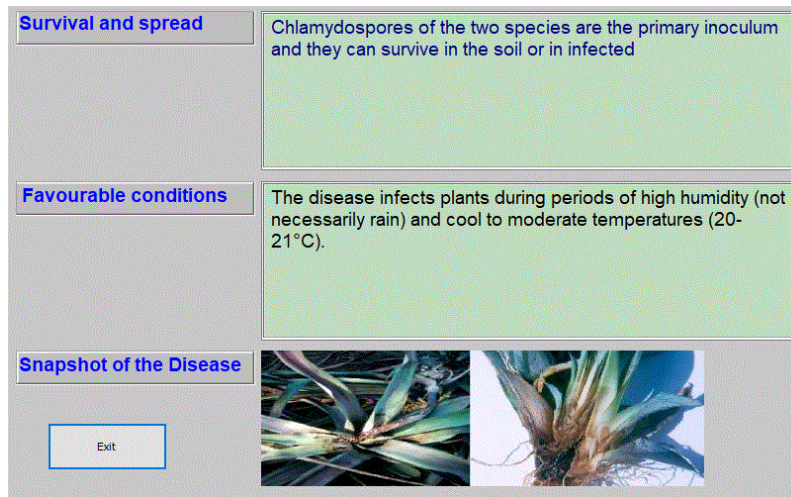 Survival and spread
Chlamydospores of the two species are the primary inoculum
and they can survive in the soil or in infected
Favourable conditions
The disease infects plants during periods of high humidity (not
necessarily rain) and cool to moderate temperatures (20-
21°C).
Snapshot of the Disease
Exit